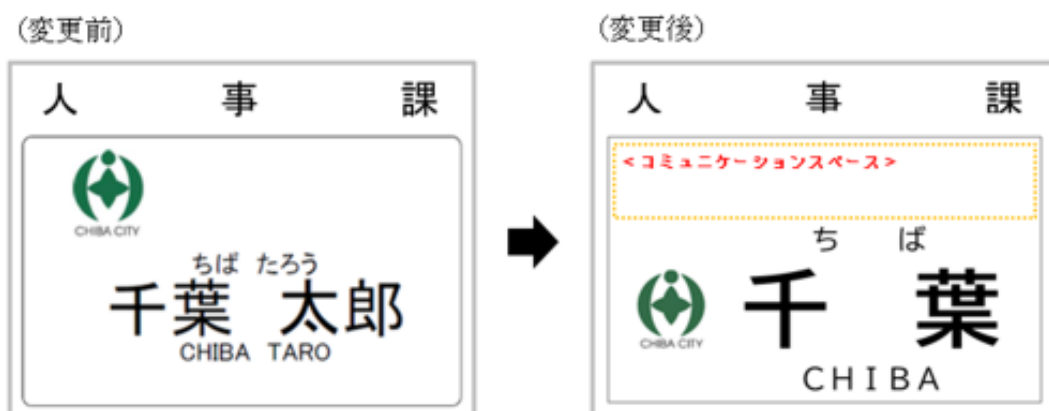 (変更前)
人 事 課
CHIBA CITY
ちば たろう
千葉 太郎
CHIBA TARO
(変更後)
人 事 課
<コミュニケーションスペース>
ち ば
千 葉
CHIBA CITY
CHIBA